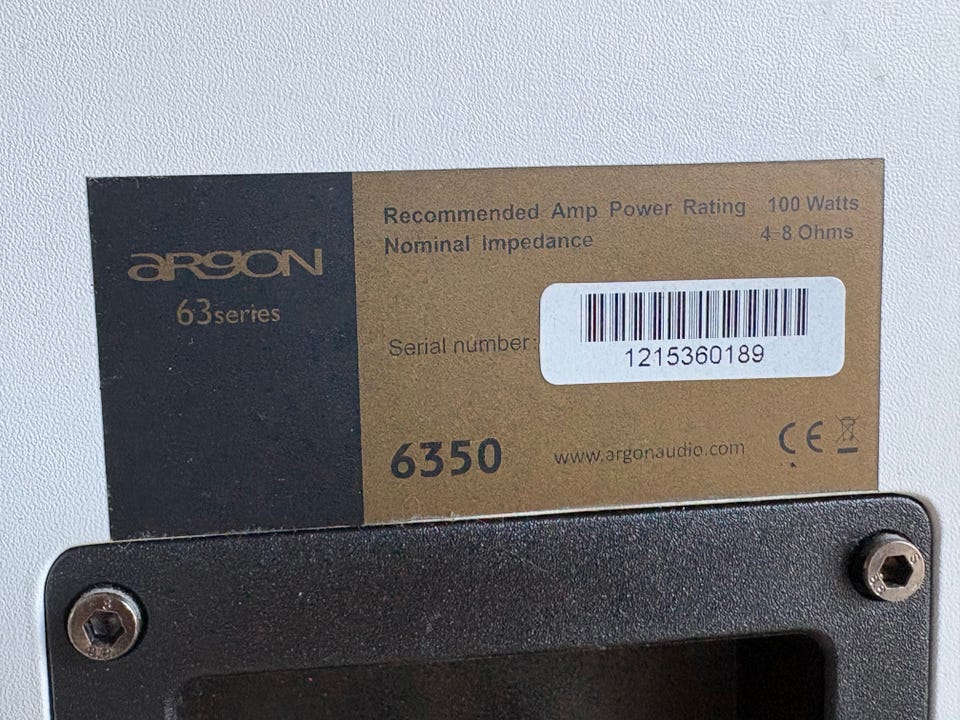 argon
63series
Recommended Amp Power Rating 100 Watts
Nominal Impedance 4-8 Ohms
Serial number:
1215360189
6350
www.argonaudio.com
CE